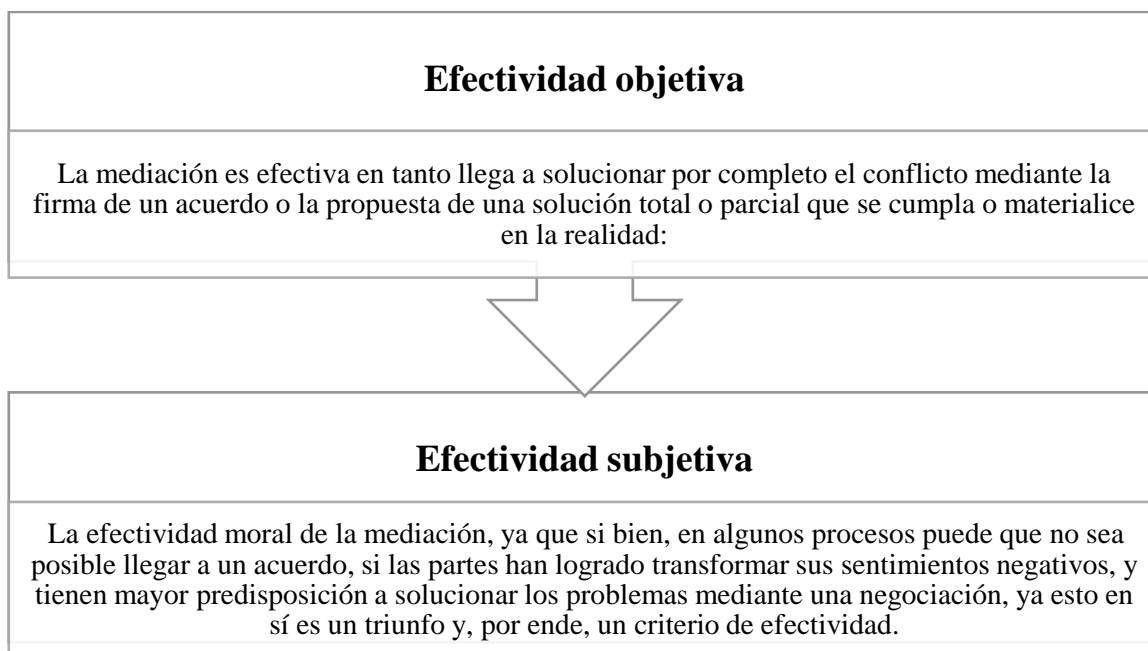 Efectividad objetiva
La mediación es efectiva en tanto llega a solucionar por completo el conflicto mediante la
firma de un acuerdo o la propuesta de una solución total o parcial que se cumpla o materialice
en la realidad:
Efectividad subjetiva
La efectividad moral de la mediación, ya que si bien, en algunos procesos puede que no sea
posible llegar a un acuerdo, si las partes han logrado transformar sus sentimientos negativos, y
tienen mayor predisposición a solucionar los problemas mediante una negociación, ya esto en
sí es un triunfo y, por ende, un criterio de efectividad.